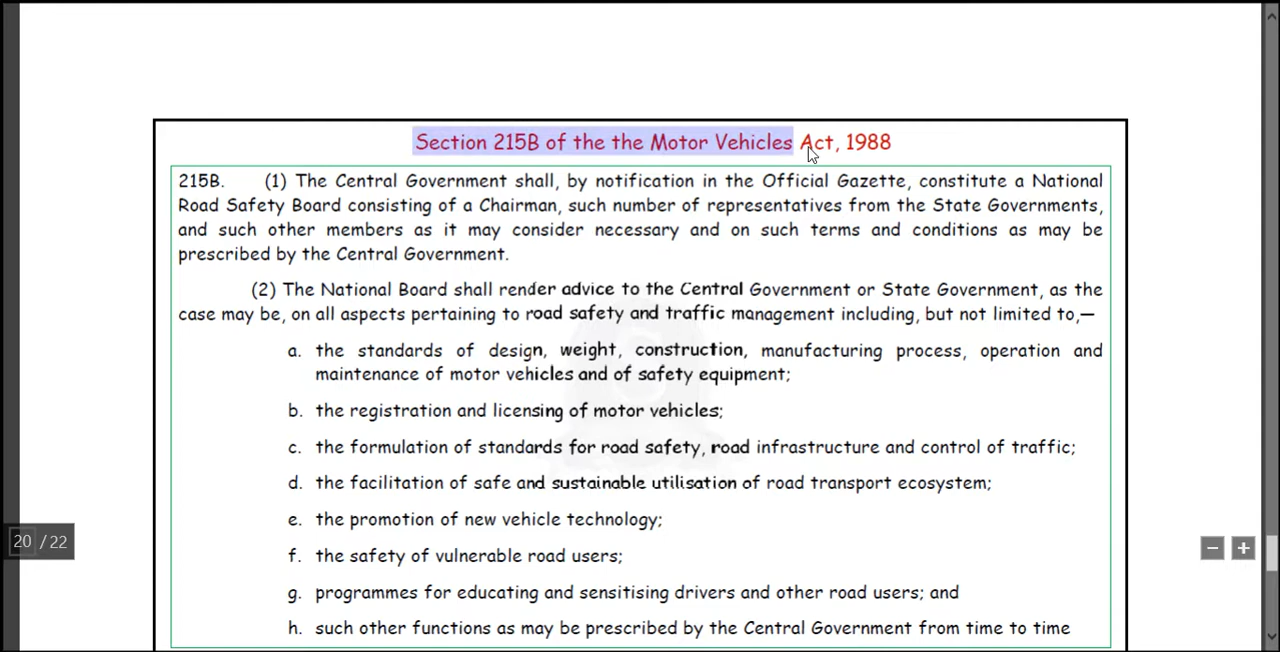 Section 215B of the the Motor Vehicles Act, 1988
215B. (1) The Central Government shall, by notification in the Official Gazette, constitute a National
Road Safety Board consisting of a Chairman, such number of representatives from the State Governments,
and such other members as it may consider necessary and on such terms and conditions as may be
prescribed by the Central Government.
(2) The National Board shall render advice to the Central Government or State Government, as the
case may be, on all aspects pertaining to road safety and traffic management including, but not limited to,—
a. the standards of design, weight, construction, manufacturing process, operation and
maintenance of motor vehicles and of safety equipment;
b. the registration and licensing of motor vehicles;
c. the formulation of standards for road safety, road infrastructure and control of traffic;
d. the facilitation of safe and sustainable utilisation of road transport ecosystem;
e. the promotion of new vehicle technology;
20 / 22
f. the safety of vulnerable road users;
g. programmes for educating and sensitising drivers and other road users; and
h. such other functions as may be prescribed by the Central Government from time to time